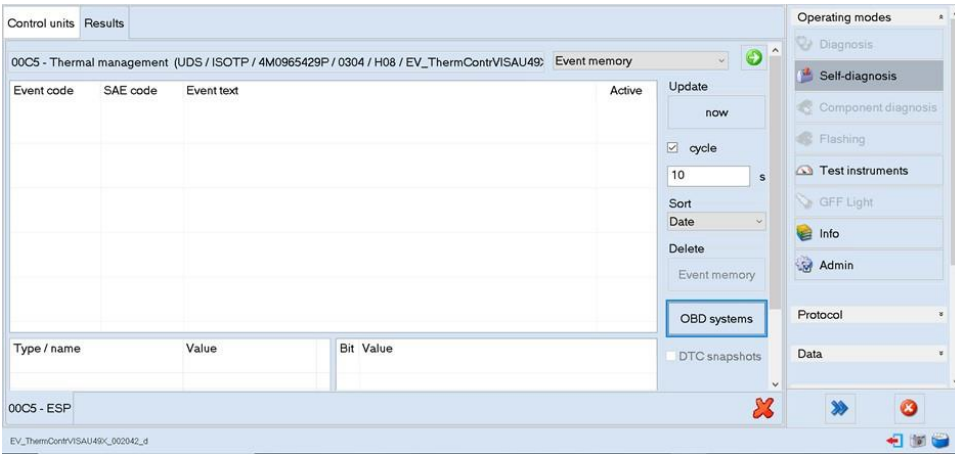 Control units Results
00C5 - Thermal management (UDS / ISOTP / 4M0965429P / 0304 / H08 / EV_ThermContrVISAU49X Event memory
Event code SAE code Event text Active
Update
now
cycle
10 s
Sort
Date
Delete
Event memory
OBD systems
DTC snapshots
Type / name Value Bit Value
00C5 - ESP
EV_ThermContrVISAU49X_002042_d
Operating modes
Diagnosis
Self-diagnosis
Component diagnosis
Flashing
Test instruments
GFF Light
Info
Admin
Protocol
Data